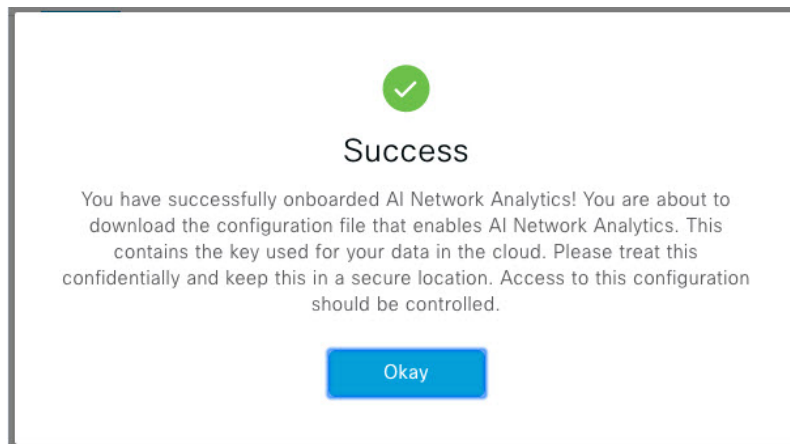 Success
You have successfully onboarded AI Network Analytics! You are about to
download the configuration file that enables AI Network Analytics. This
contains the key used for your data in the cloud. Please treat this
confidentially and keep this in a secure location. Access to this configuration
should be controlled.
Okay